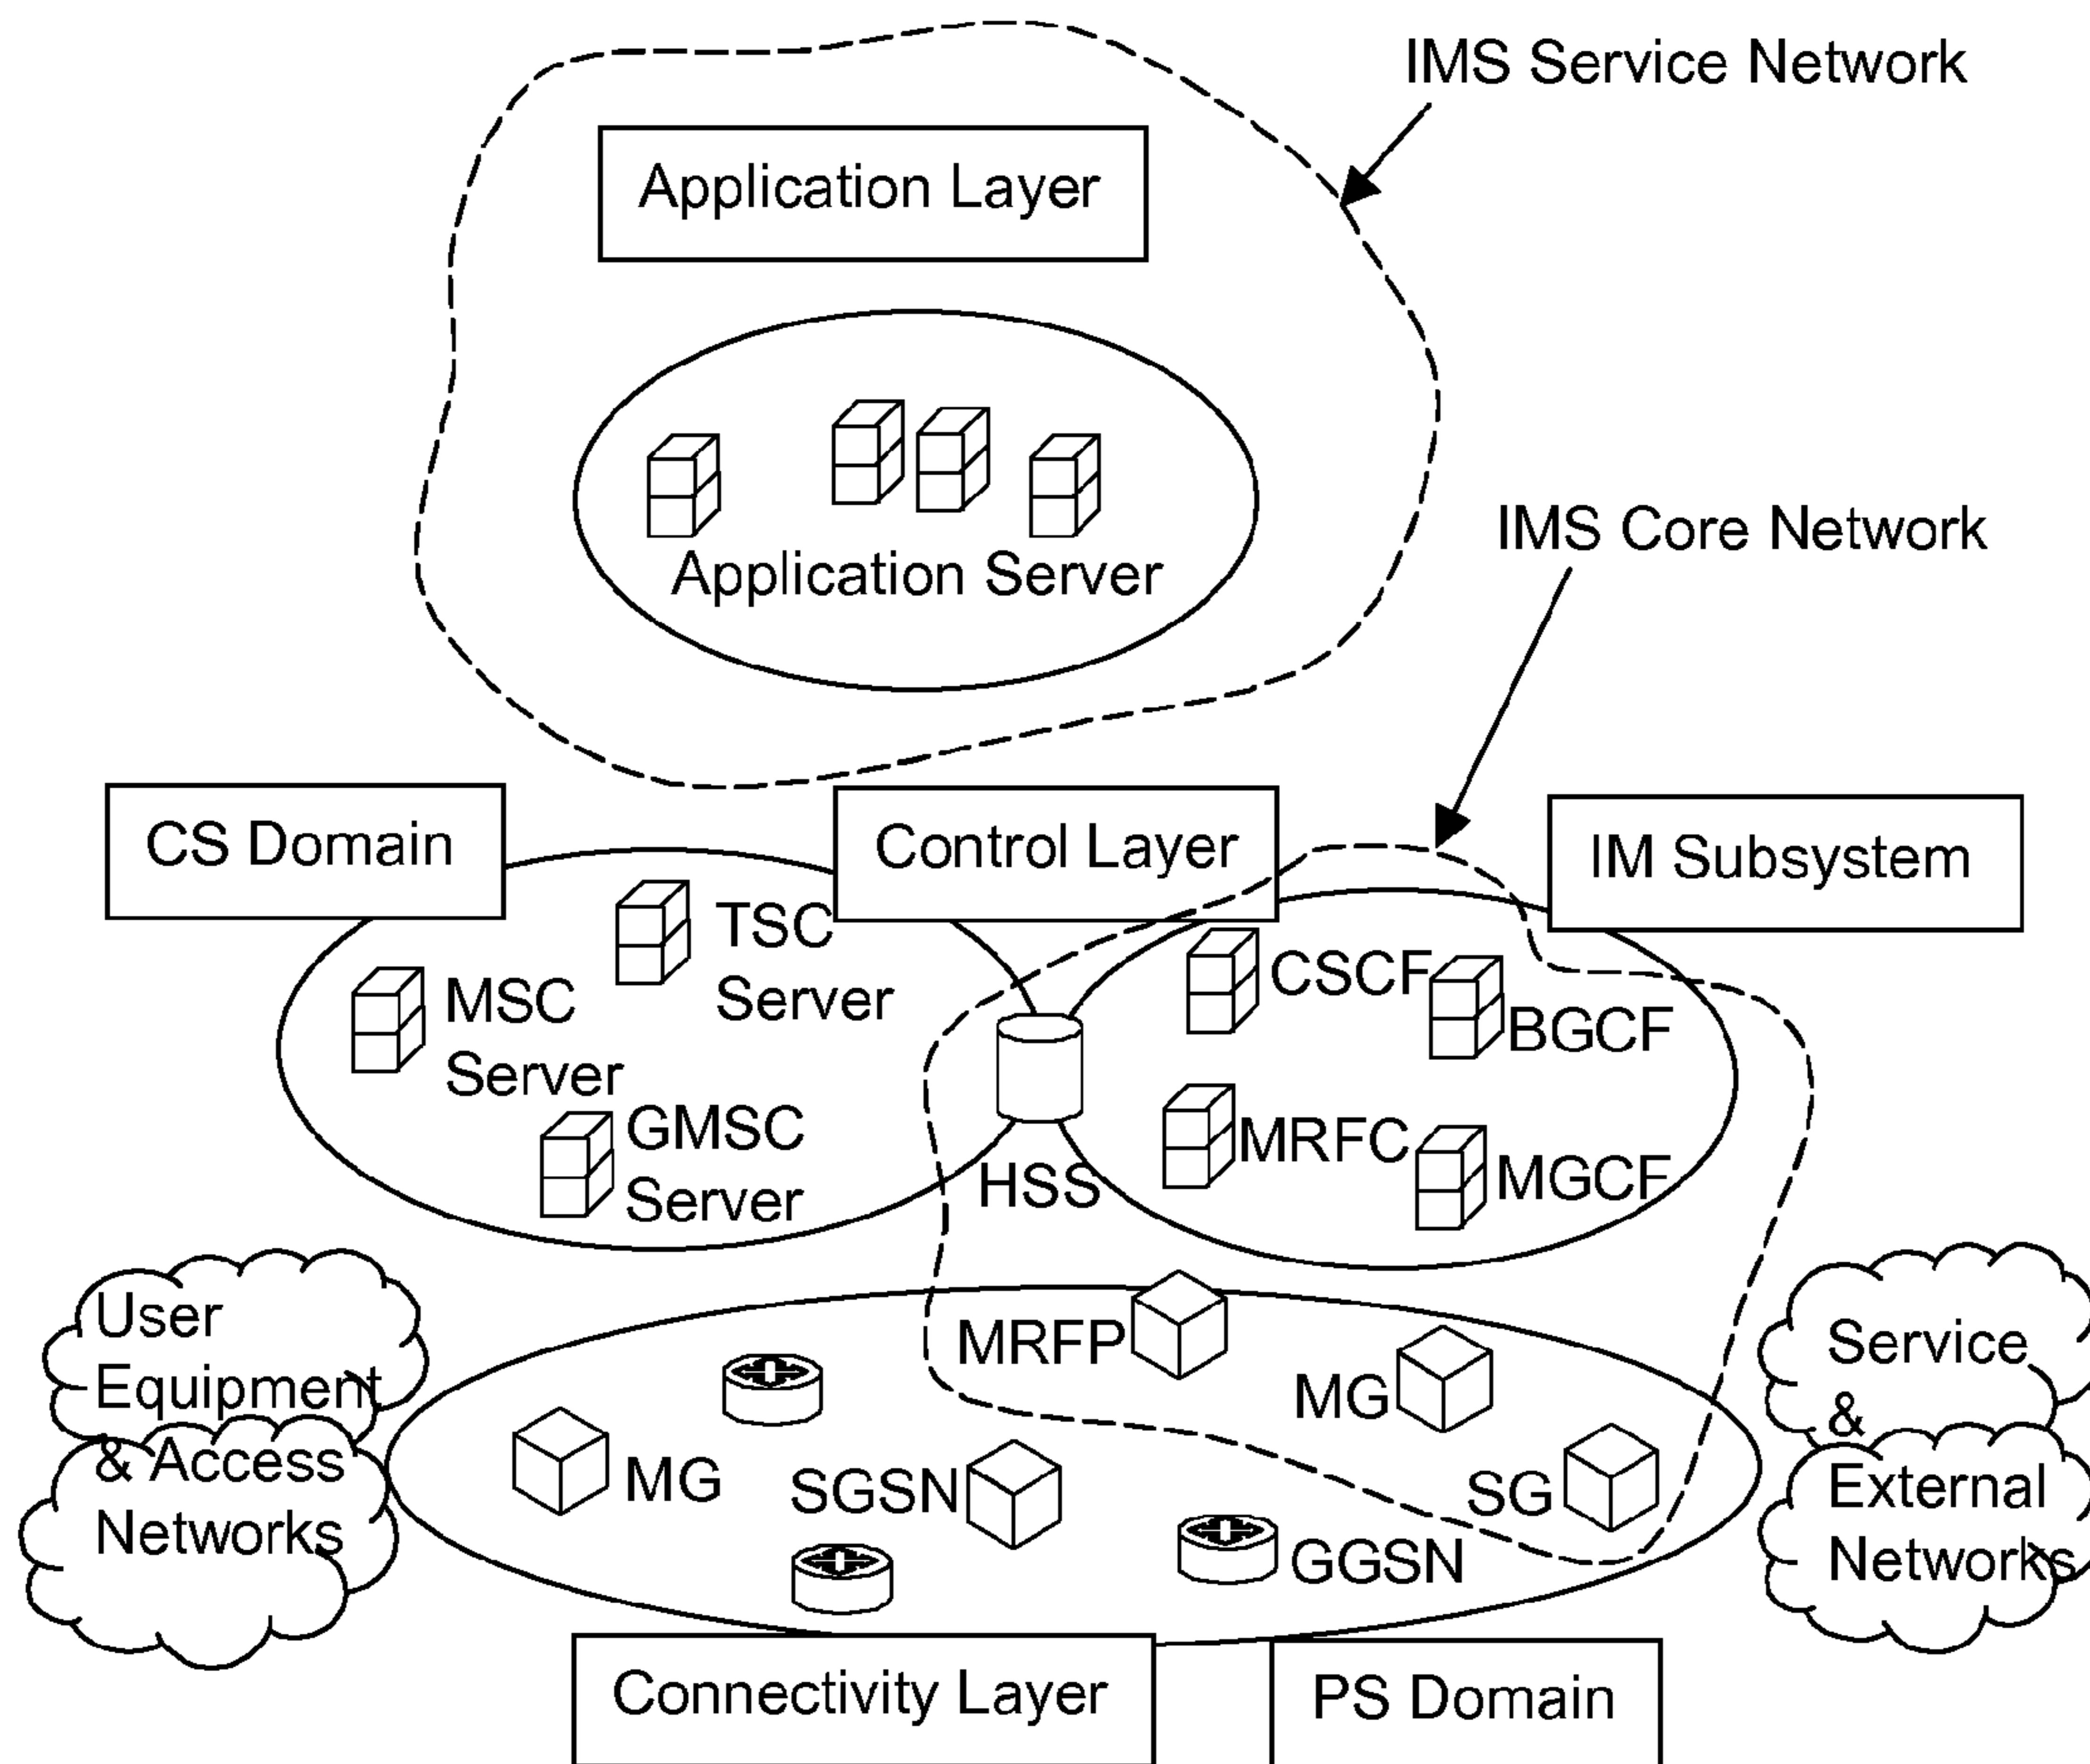 IMS Service Network
Application Layer
IMS Core Network
Application Server
CS Domain
Control Layer
IM Subsystem
TSC
Server
MSC
Server
GMSC
Server
HSS
CSCF
BGCF
MRFC
MGCF
User
Equipment
& Access
Networks
MRFP
MG
MG
SGSN
SG
GGSN
Service
&
External
Networks
Connectivity Layer
PS Domain